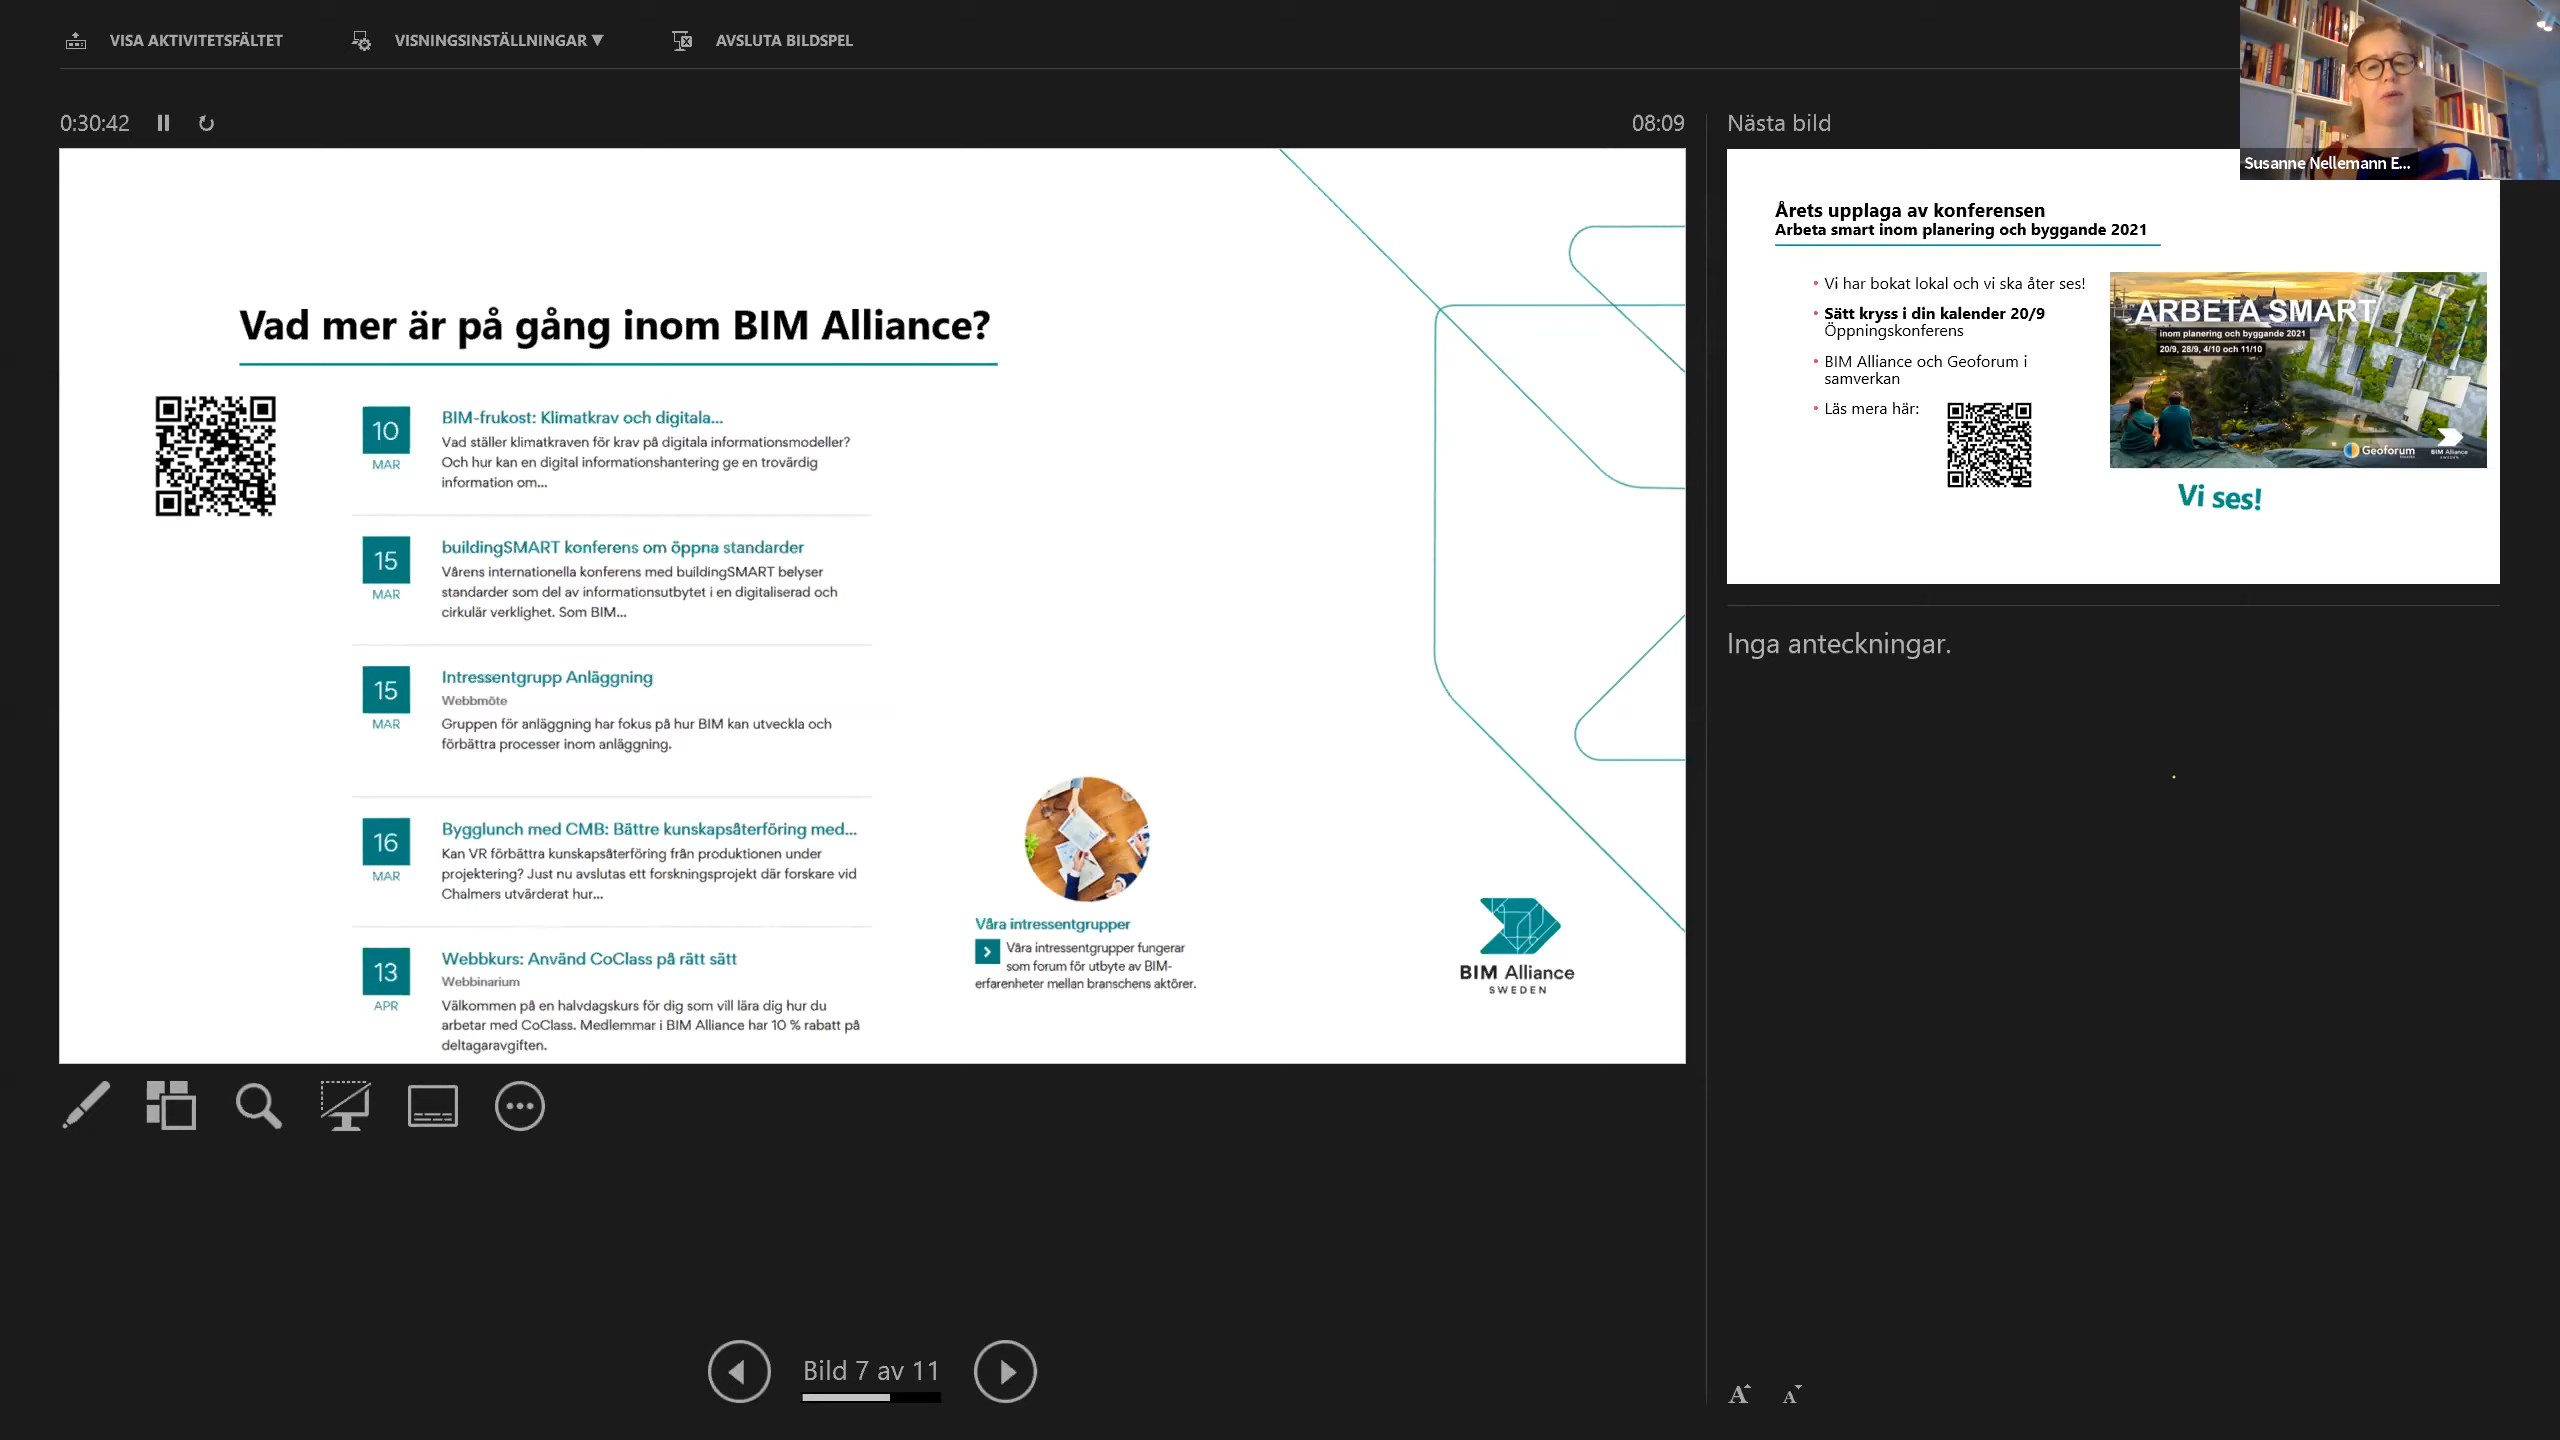 VISA AKTIVITETSFÄLTET
VISNINGSINSTÄLLNINGAR ▼
AVSLUTA BILDSPEL
0:30:42
08:09
Vad mer är på gång inom BIM Alliance?
10
MAR
BIM-frukost: Klimatkrav och digitala...
Vad ställer klimatkraven för krav på digitala informationsmodeller?
Och hur kan en digital informationshantering ge en trovärdig
information om...
15
MAR
buildingSMART konferens om öppna standarder
Vårens internationella konferens med buildingSMART belyser
standarder som del av informationsutbytet i en digitaliserad och
cirkulär verklighet. Som BIM...
15
MAR
Intressentgrupp Anläggning
Webbmöte
Gruppen för anläggning har fokus på hur BIM kan utveckla och
förbättra processer inom anläggning.
16
MAR
Bygglunch med CMB: Bättre kunskapsåterföring med...
Kan VR förbättra kunskapsåterföring från produktionen under
projektering? Just nu avslutas ett forskningsprojekt där forskare vid
Chalmers utvärderat hur...
13
APR
Webbkurs: Använd CoClass på rätt sätt
Webbinarium
Välkommen på en halvdagskurs för dig som vill lära dig hur du
arbetar med CoClass. Medlemmar i BIM Alliance har 10 % rabatt på
deltagaravgiften.
Våra intressentgrupper
Våra intressentgrupper fungerar
som forum för utbyte av BIM-
erfarenheter mellan branschens aktörer.
BIM Alliance
SWEDEN
Bild 7 av 11
Nästa bild
Susanne Nellemann E...
Årets upplaga av konferensen
Arbeta smart inom planering och byggande 2021
• Vi har bokat lokal och vi ska åter ses!
• Sätt kryss i din kalender 20/9
Öppningskonferens
• BIM Alliance och Geoforum i
samverkan
• Läs mera här:
ARBETA SMART
inom planering och byggande 2021
20/9, 28/9, 4/10 och 11/10
Geoforum
BIM Alliance
Vi ses!
Inga anteckningar.
A
A